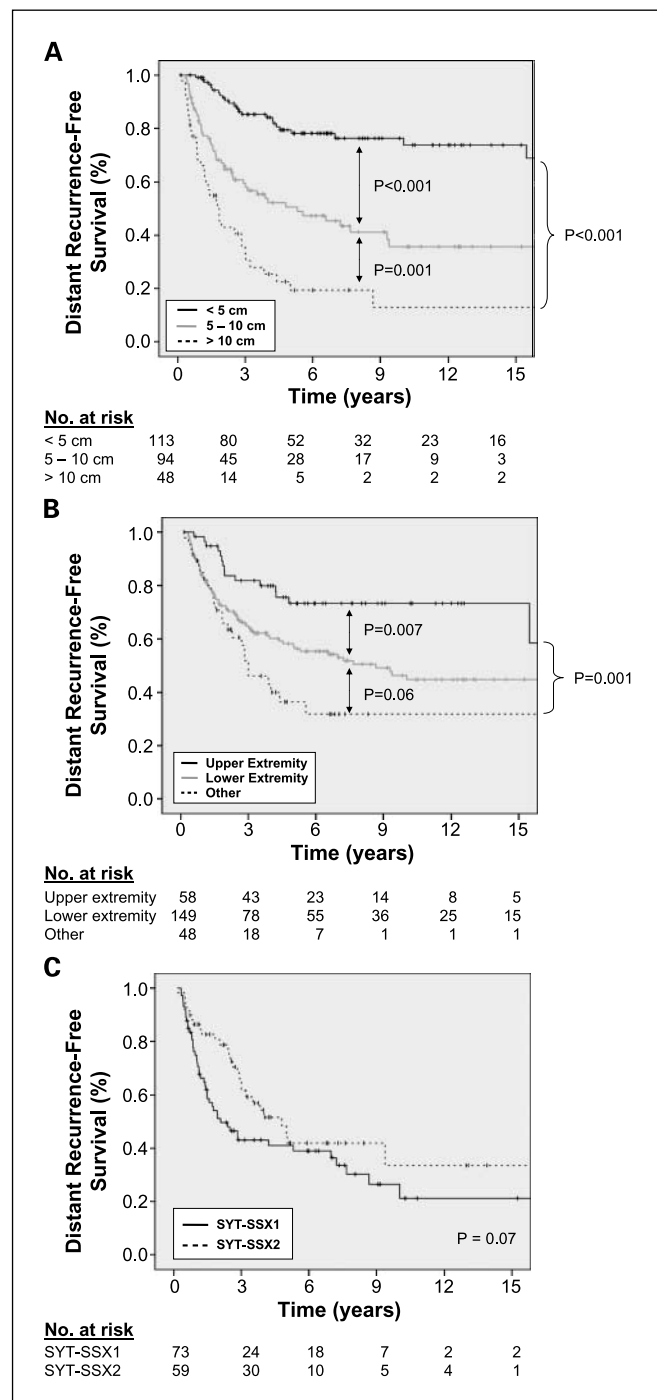 A
Distant Recurrence-Free
Survival (%)
1.0
0.8
0.6
0.4
0.2
0.0
P<0.001
P=0.001
P<0.001
< 5 cm
5 – 10 cm
> 10 cm
0 3 6 9 12 15
Time (years)
No. at risk
< 5 cm 113 80 52 32 23 16
5 – 10 cm 94 45 28 17 9 3
> 10 cm 48 14 5 2 2 2
B
Distant Recurrence-Free
Survival (%)
1.0
0.8
0.6
0.4
0.2
0.0
P=0.007
P=0.06
P=0.001
Upper Extremity
Lower Extremity
Other
0 3 6 9 12 15
Time (years)
No. at risk
Upper extremity 58 43 23 14 8 5
Lower extremity 149 78 55 36 25 15
Other 48 18 7 1 1 1
C
Distant Recurrence-Free
Survival (%)
1.0
0.8
0.6
0.4
0.2
0.0
SYT-SSX1
SYT-SSX2
P = 0.07
0 3 6 9 12 15
Time (years)
No. at risk
SYT-SSX1 73 24 18 7 2 2
SYT-SSX2 59 30 10 5 4 1